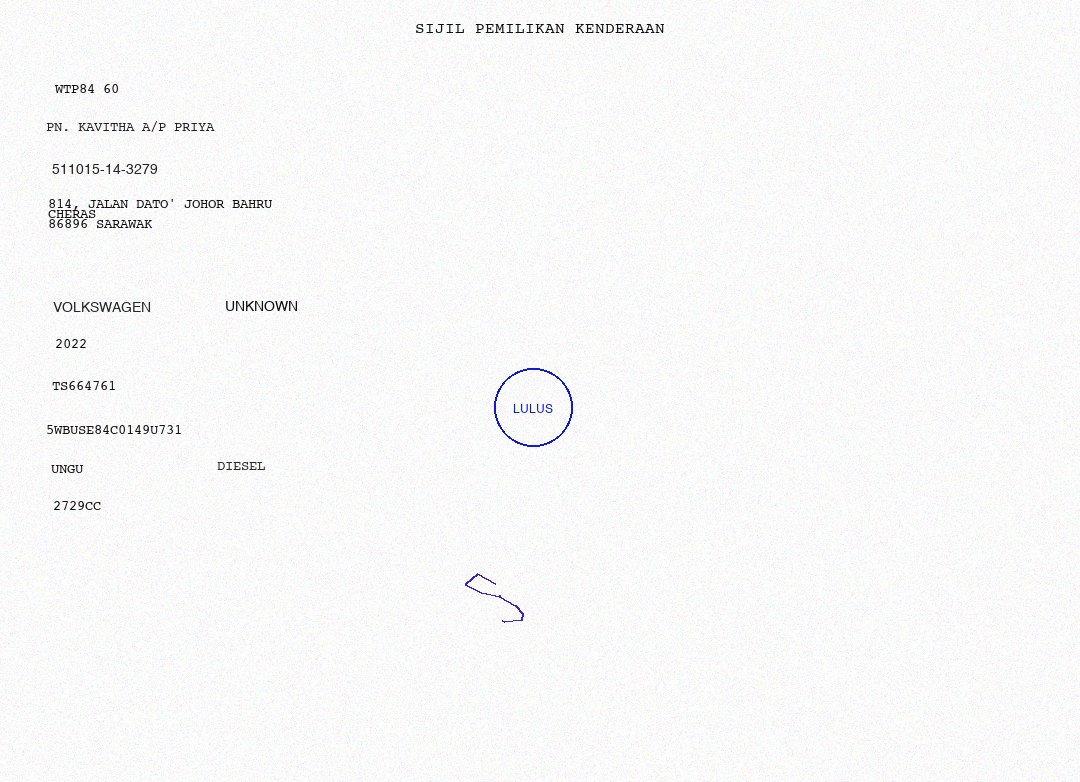 SIJIL PEMILIKAN KENDERAAN
WTP84 60
PN. KAVITHA A/P PRIYA
511015-14-3279
814, JALAN DATO' JOHOR BAHRU
CHERAS
86896 SARAWAK
VOLKSWAGEN UNKNOWN
2022
TS664761
LULUS
5WBUSE84C0149U731
UNGU DIESEL
2729CC